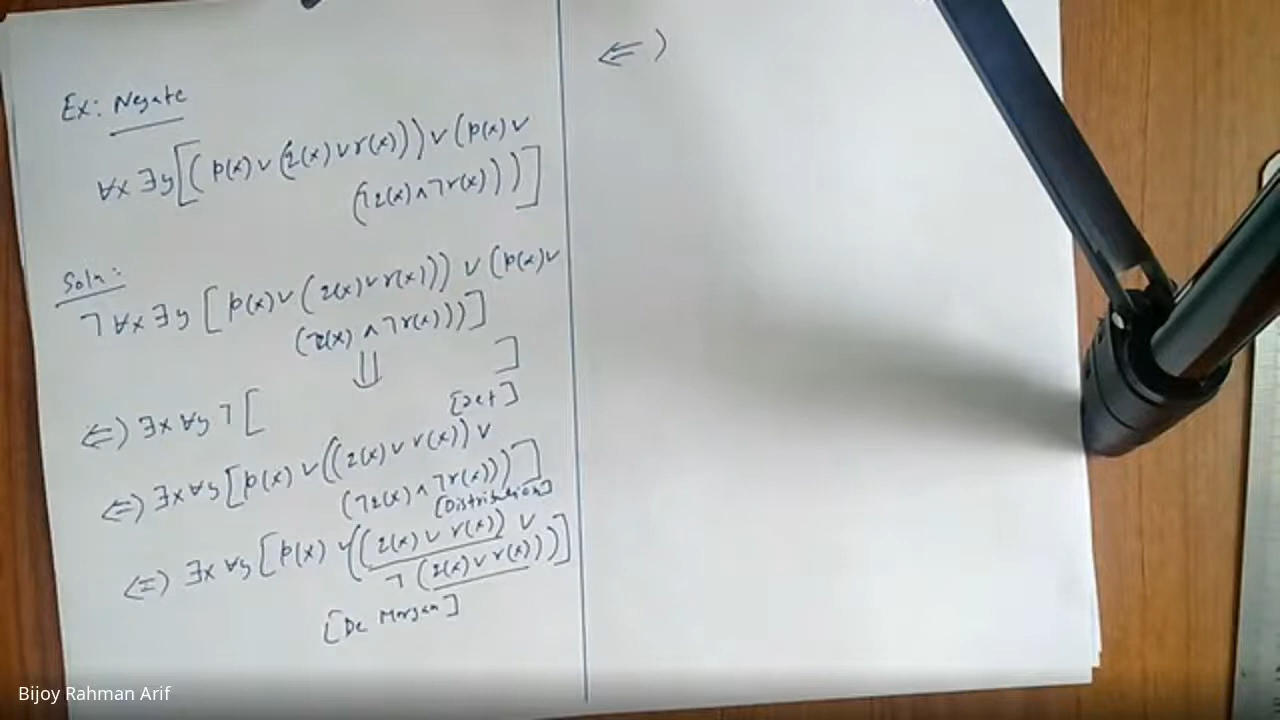 Ex: Negate
∀x ∃y[(p(x) ∨ (q(x) ∨ r(x))) ∨ (p(x) ∨
(¬q(x) ∧ ¬r(x)))]
Soln:
¬∀x ∃y [p(x) ∨ (q(x) ∨ r(x))) ∨ (p(x) ∨
(¬q(x) ∧ ¬r(x)))]
⇓
⇔) ∃x ∀y ¬ [ ]
⇔) ∃x ∀y [p(x) ∨ ((q(x) ∨ r(x)) ∨
(¬q(x) ∧ ¬r(x)))]
[Distribution]
⇔) ∃x ∀y [p(x) ∨ ((q(x) ∨ r(x)) ∨
¬ (q(x) ∨ r(x)))]
[De Morgan]
⇐ )
Bijoy Rahman Arif